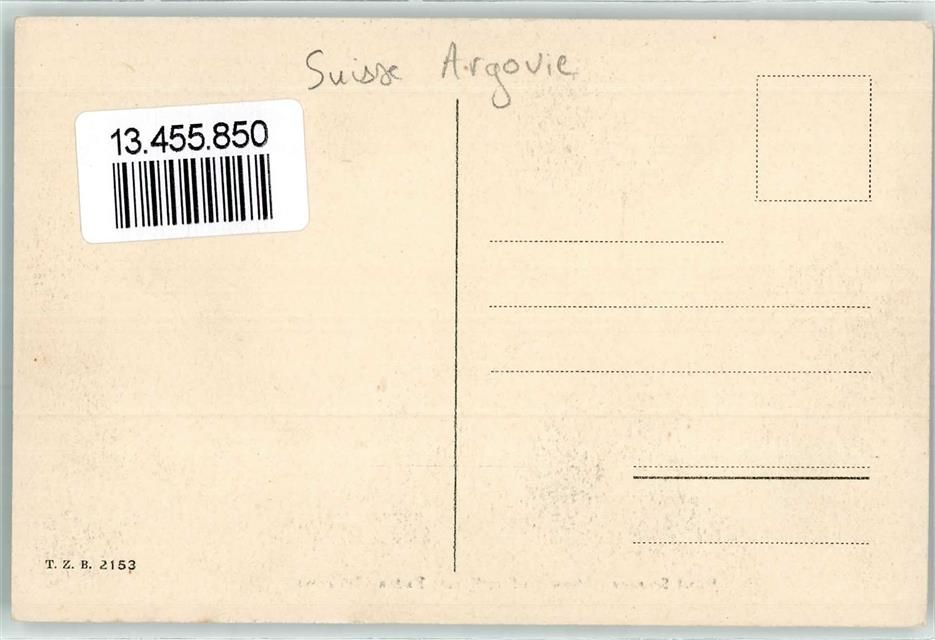 Suisse Argovie
13.455.850
T. Z. B. 2153